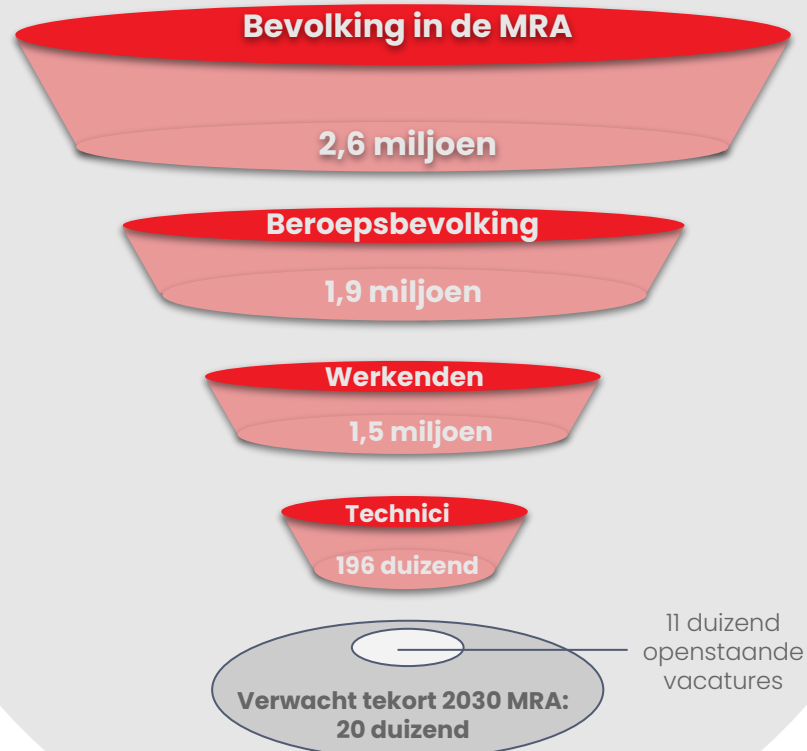 Bevolking in de MRA
2,6 miljoen
Beroepsbevolking
1,9 miljoen
Werkenden
1,5 miljoen
Technici
196 duizend
11 duizend
openstaande
vacatures
Verwacht tekort 2030 MRA:
20 duizend